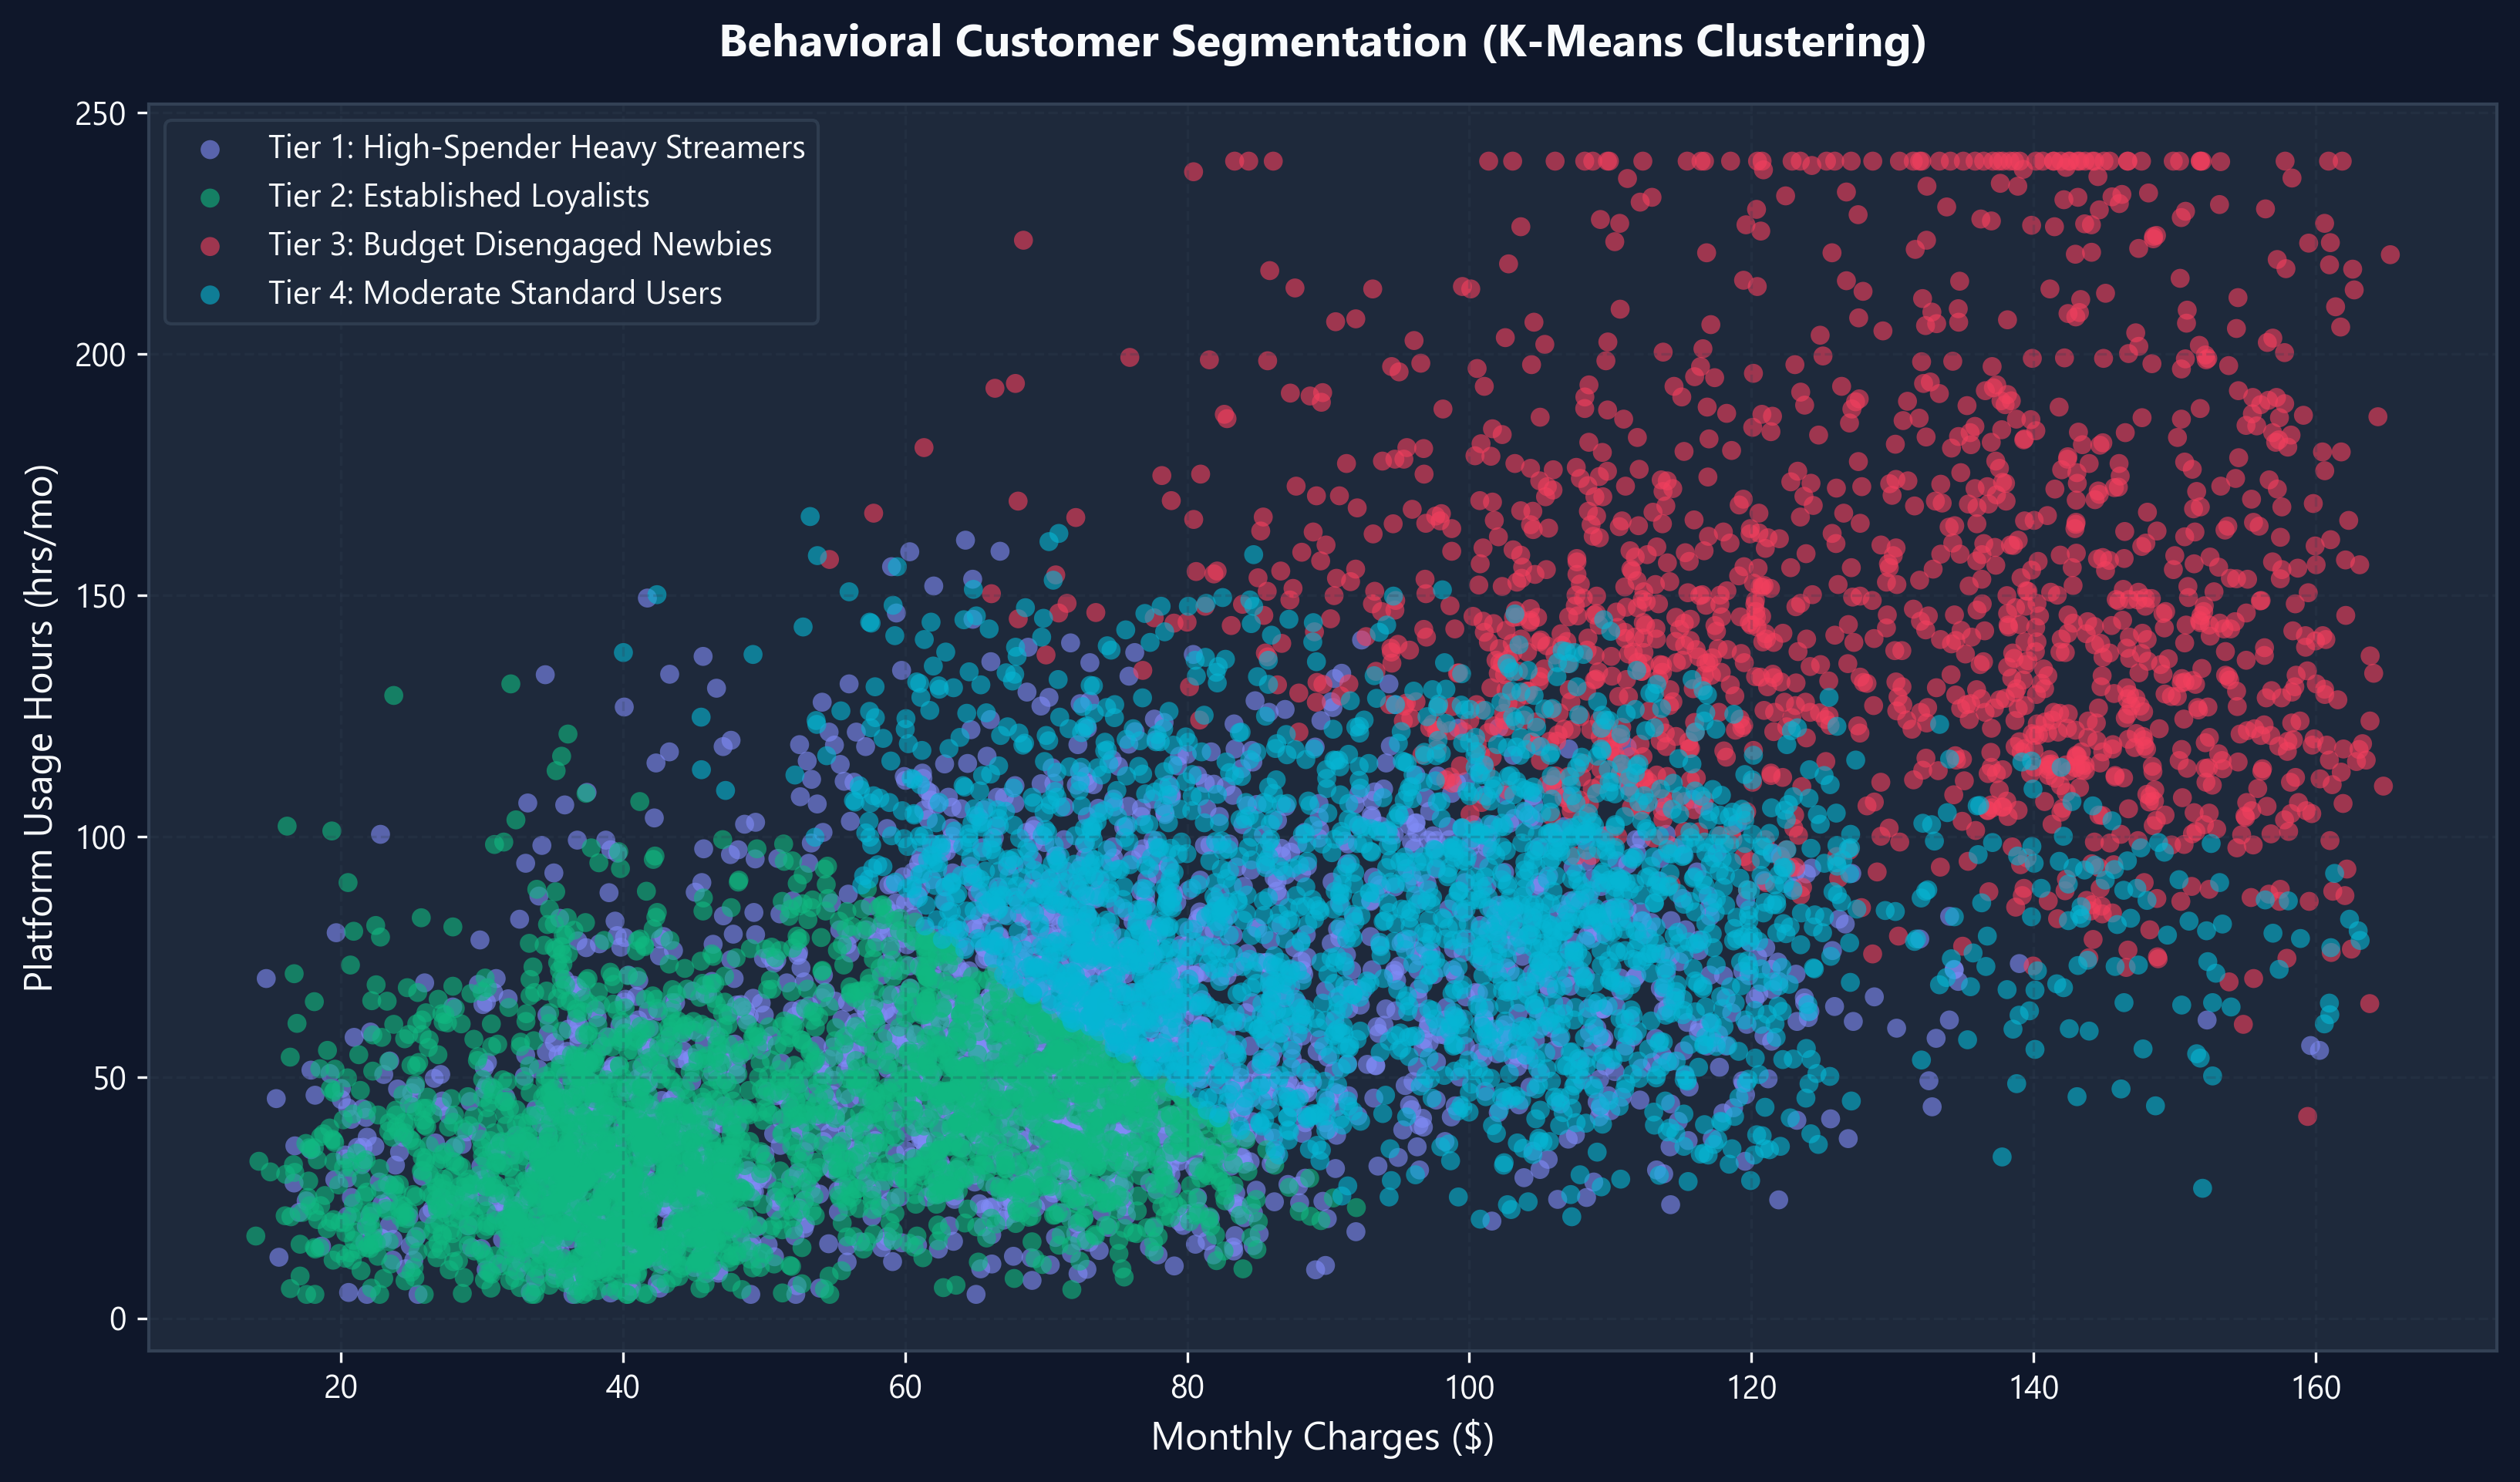 Behavioral Customer Segmentation (K-Means Clustering)
250
200
150
100
50
0
Platform Usage Hours (hrs/mo)
Tier 1: High-Spender Heavy Streamers
Tier 2: Established Loyalists
Tier 3: Budget Disengaged Newbies
Tier 4: Moderate Standard Users
20 40 60 80 100 120 140 160
Monthly Charges ($)